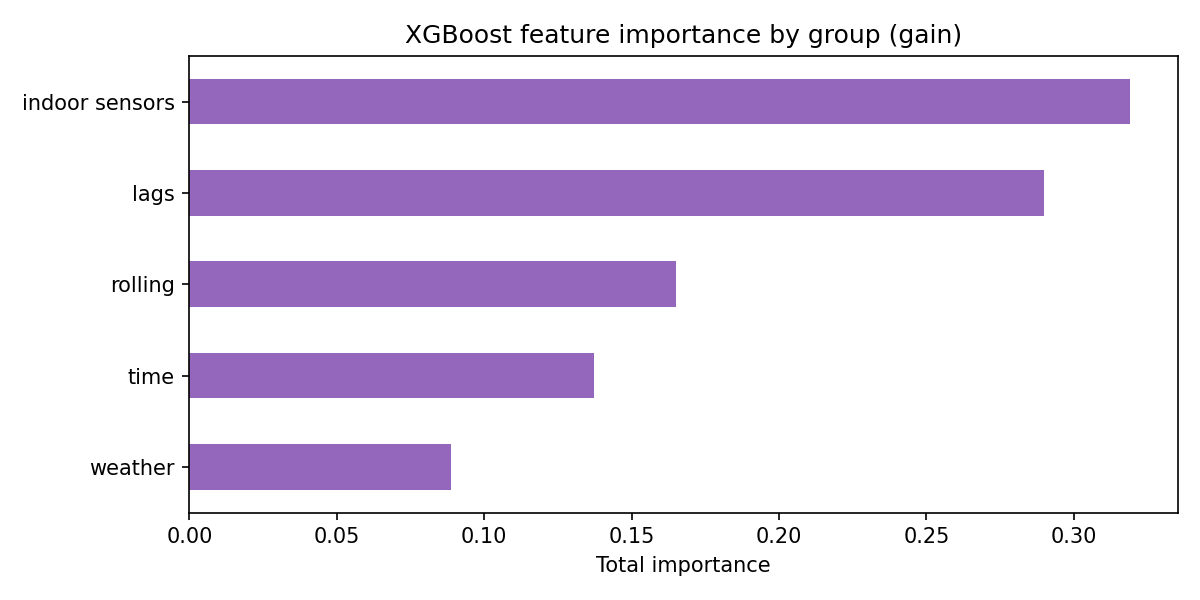 XGBoost feature importance by group (gain)
indoor sensors
lags
rolling
time
weather
0.00 0.05 0.10 0.15 0.20 0.25 0.30
Total importance